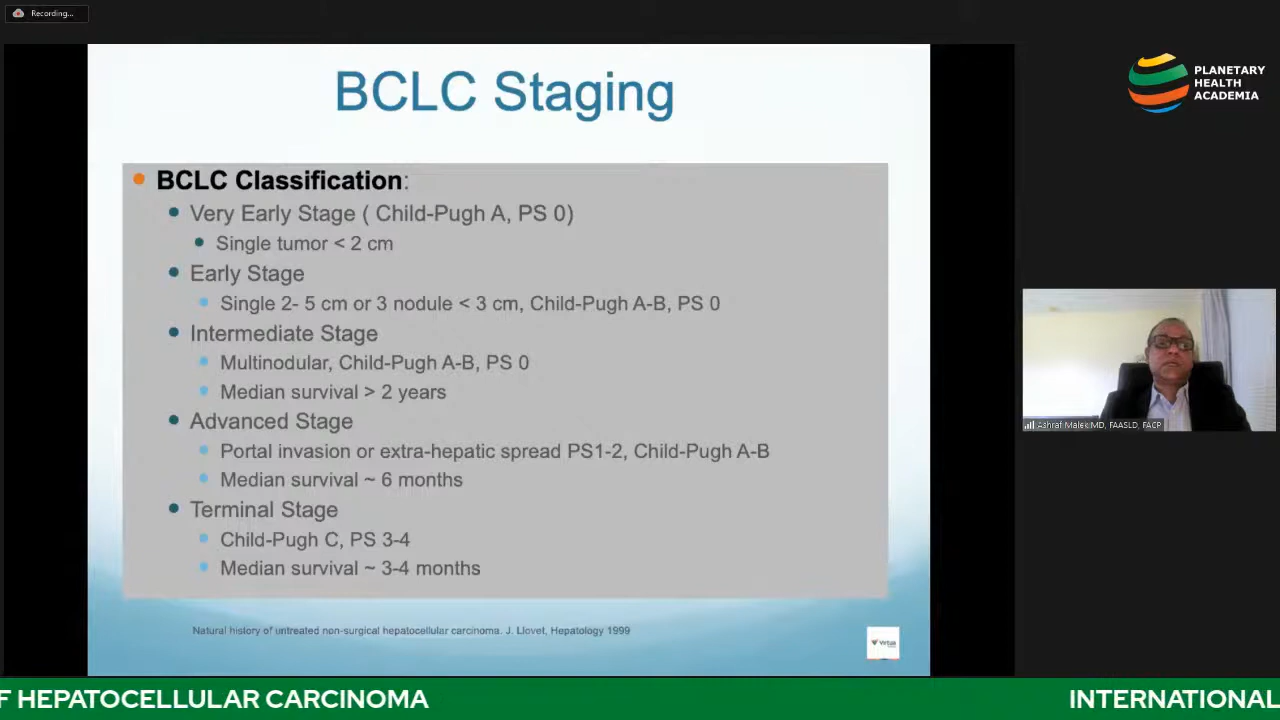 Recording...
PLANETARY
HEALTH
ACADEMIA
BCLC Staging
BCLC Classification:
Very Early Stage ( Child-Pugh A, PS 0)
Single tumor < 2 cm
Early Stage
Single 2- 5 cm or 3 nodule < 3 cm, Child-Pugh A-B, PS 0
Intermediate Stage
Multinodular, Child-Pugh A-B, PS 0
Median survival > 2 years
Advanced Stage
Portal invasion or extra-hepatic spread PS1-2, Child-Pugh A-B
Median survival ~ 6 months
Terminal Stage
Child-Pugh C, PS 3-4
Median survival ~ 3-4 months
Natural history of untreated non-surgical hepatocellular carcinoma. J. Llovet, Hepatology 1999
Virtua
Ashraf Malek MD, FAASLD, FACP
F HEPATOCELLULAR CARCINOMA
INTERNATIONAL